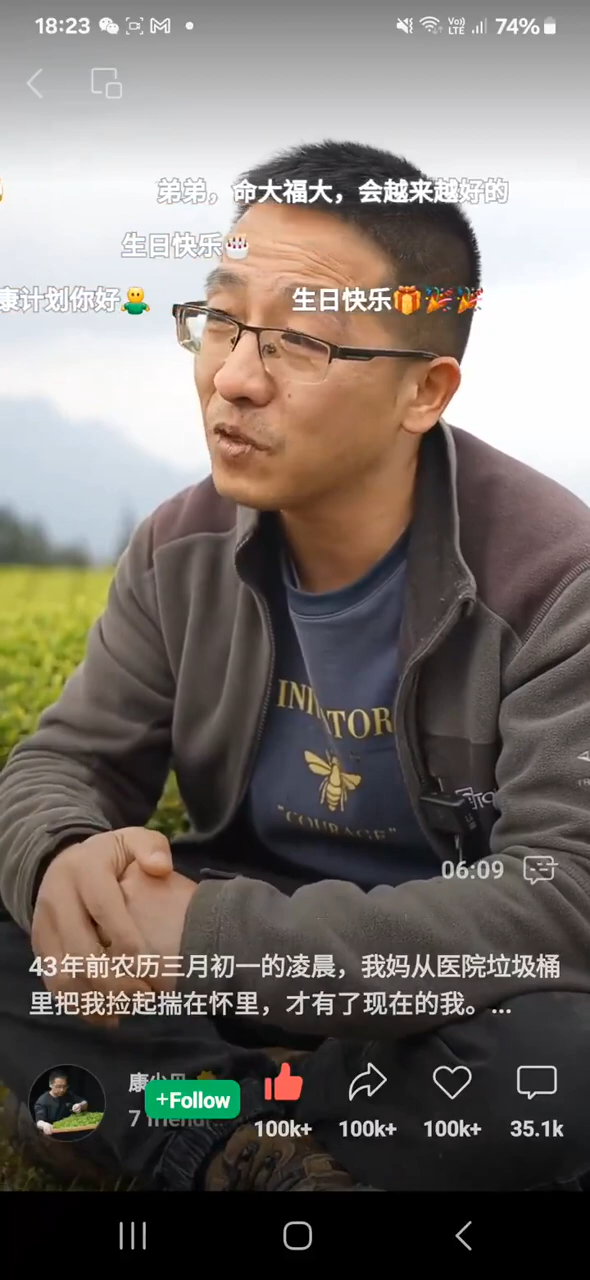 18:23
Vo))
LTE
74%
弟弟，命大福大，会越来越好的
生日快乐🎂
康计划你好
生日快乐🎁🎉🎉
"COURAGE"
06:09
43年前农历三月初一的凌晨，我妈从医院垃圾桶
里把我捡起揣在怀里，才有了现在的我。...
+Follow
100k+
100k+
100k+
35.1k